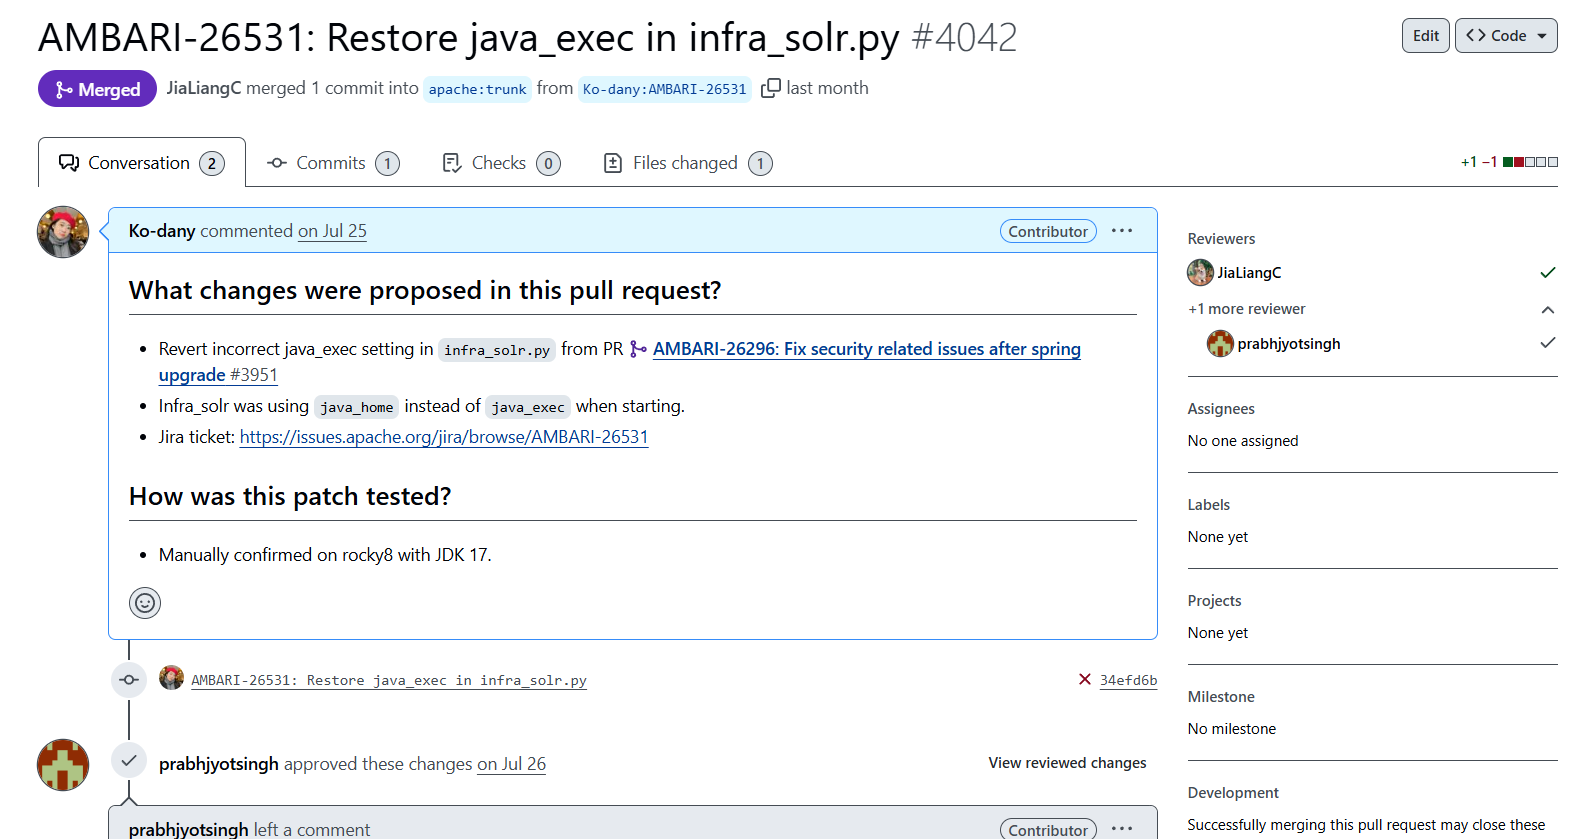 AMBARI-26531: Restore java_exec in infra_solr.py #4042
Edit
<> Code
Merged
JiaLiangC merged 1 commit into apache:trunk from Ko-dany:AMBARI-26531 last month
Conversation 2
Commits 1
Checks 0
Files changed 1
+1 −1
Ko-dany commented on Jul 25
Contributor
···
What changes were proposed in this pull request?
• Revert incorrect java_exec setting in infra_solr.py from PR AMBARI-26296: Fix security related issues after spring
upgrade #3951
• Infra_solr was using java_home instead of java_exec when starting.
• Jira ticket: https://issues.apache.org/jira/browse/AMBARI-26531
How was this patch tested?
• Manually confirmed on rocky8 with JDK 17.
AMBARI-26531: Restore java_exec in infra_solr.py
34efd6b
prabhjyotsingh approved these changes on Jul 26
View reviewed changes
prabhjyotsingh left a comment
Contributor
···
Reviewers
JiaLiangC
+1 more reviewer
prabhjyotsingh
Assignees
No one assigned
Labels
None yet
Projects
None yet
Milestone
No milestone
Development
Successfully merging this pull request may close these